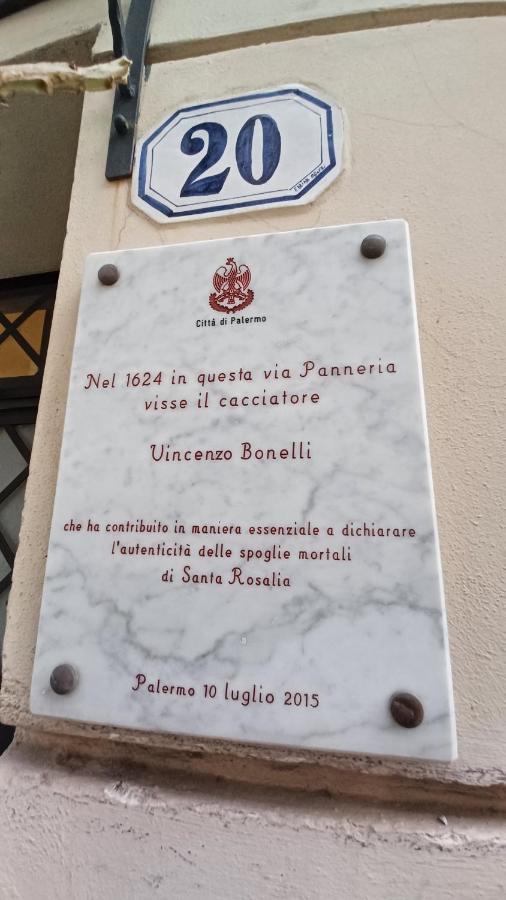 20
Città di Palermo
Nel 1624 in questa via Panneria
visse il cacciatore
Vincenzo Bonelli
che ha contribuito in maniera essenziale a dichiarare
l'autenticità delle spoglie mortali
di Santa Rosalia
Palermo 10 luglio 2015